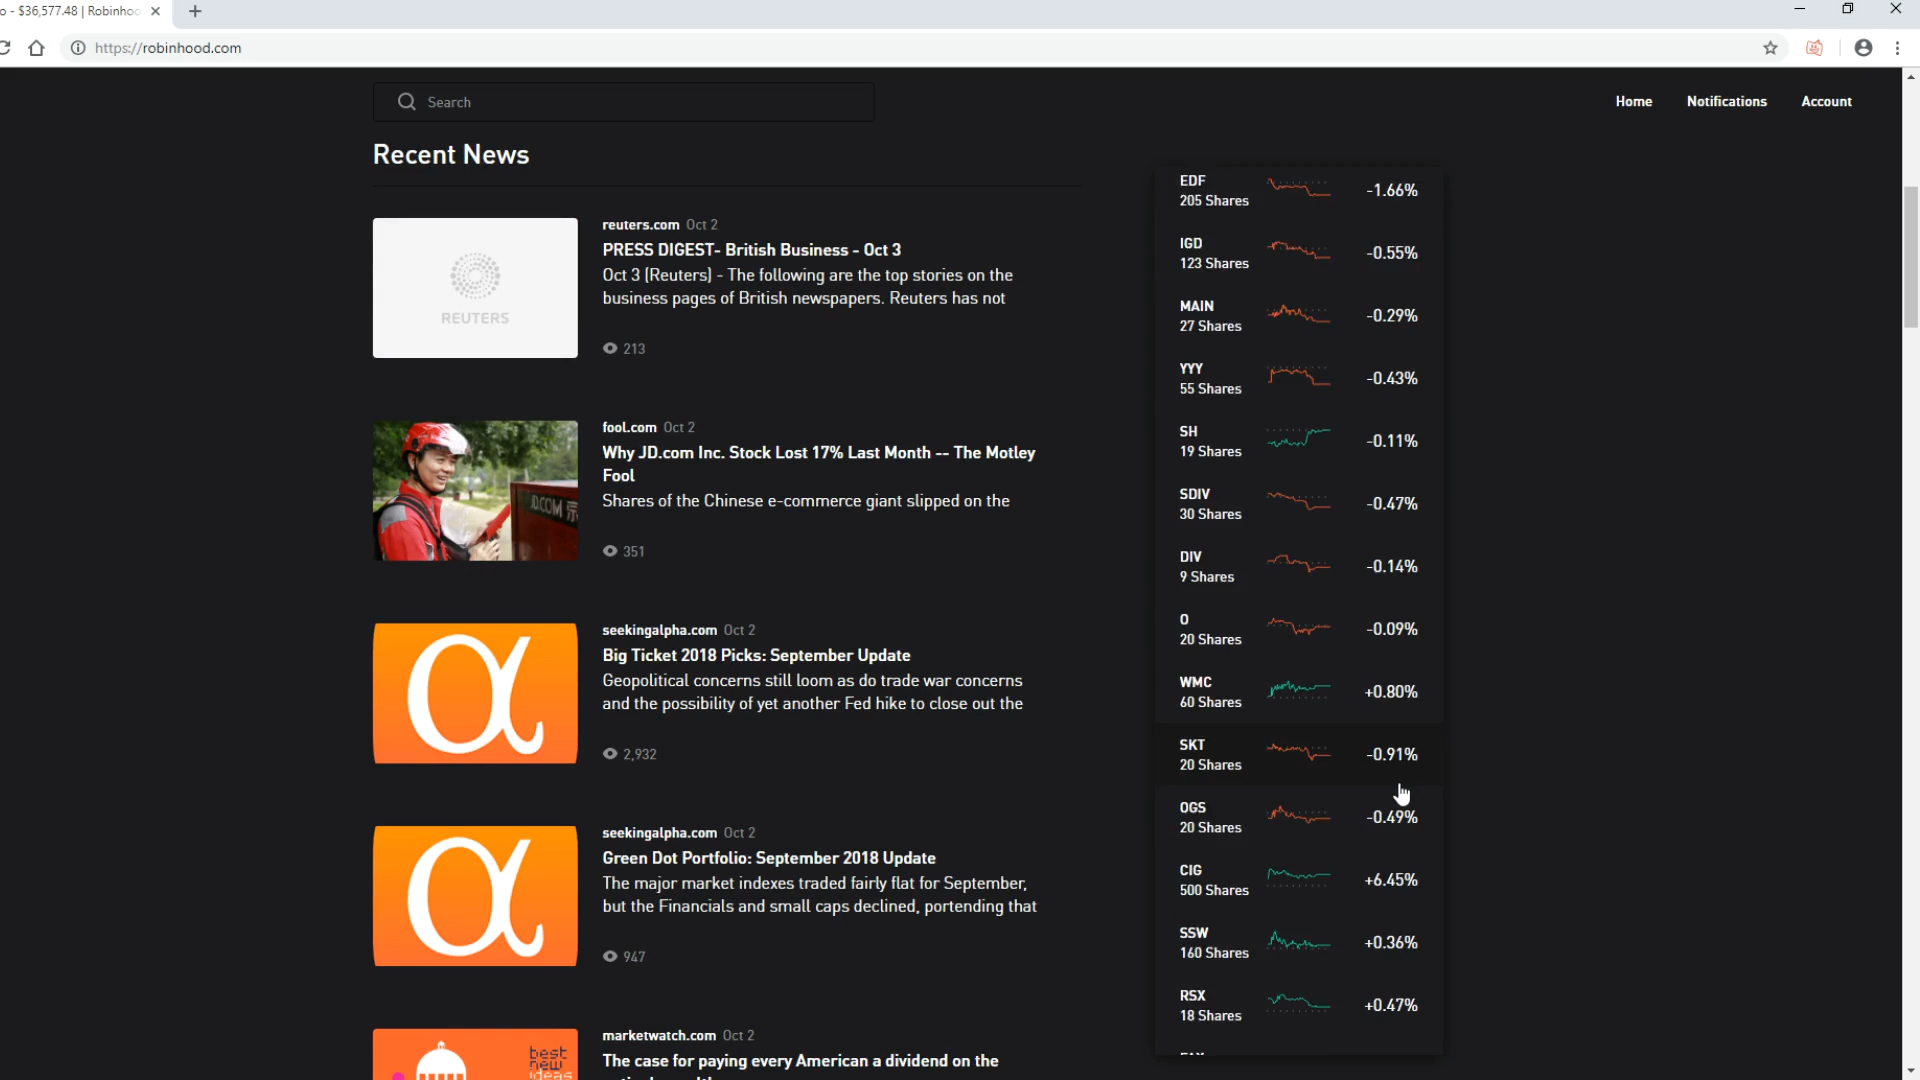 o - $36,577.48 | Robinhoo
https://robinhood.com
Search
Home
Notifications
Account
Recent News
REUTERS
reuters.com Oct 2
PRESS DIGEST- British Business - Oct 3
Oct 3 (Reuters) - The following are the top stories on the
business pages of British newspapers. Reuters has not
213
JD.COM 京
fool.com Oct 2
Why JD.com Inc. Stock Lost 17% Last Month -- The Motley
Fool
Shares of the Chinese e-commerce giant slipped on the
351
α
seekingalpha.com Oct 2
Big Ticket 2018 Picks: September Update
Geopolitical concerns still loom as do trade war concerns
and the possibility of yet another Fed hike to close out the
2,932
α
seekingalpha.com Oct 2
Green Dot Portfolio: September 2018 Update
The major market indexes traded fairly flat for September,
but the Financials and small caps declined, portending that
947
best
new
ideas
marketwatch.com Oct 2
The case for paying every American a dividend on the
EDF
205 Shares
-1.66%
IGD
123 Shares
-0.55%
MAIN
27 Shares
-0.29%
YYY
55 Shares
-0.43%
SH
19 Shares
-0.11%
SDIV
30 Shares
-0.47%
DIV
9 Shares
-0.14%
O
20 Shares
-0.09%
WMC
60 Shares
+0.80%
SKT
20 Shares
-0.91%
OGS
20 Shares
-0.49%
CIG
500 Shares
+6.45%
SSW
160 Shares
+0.36%
RSX
18 Shares
+0.47%